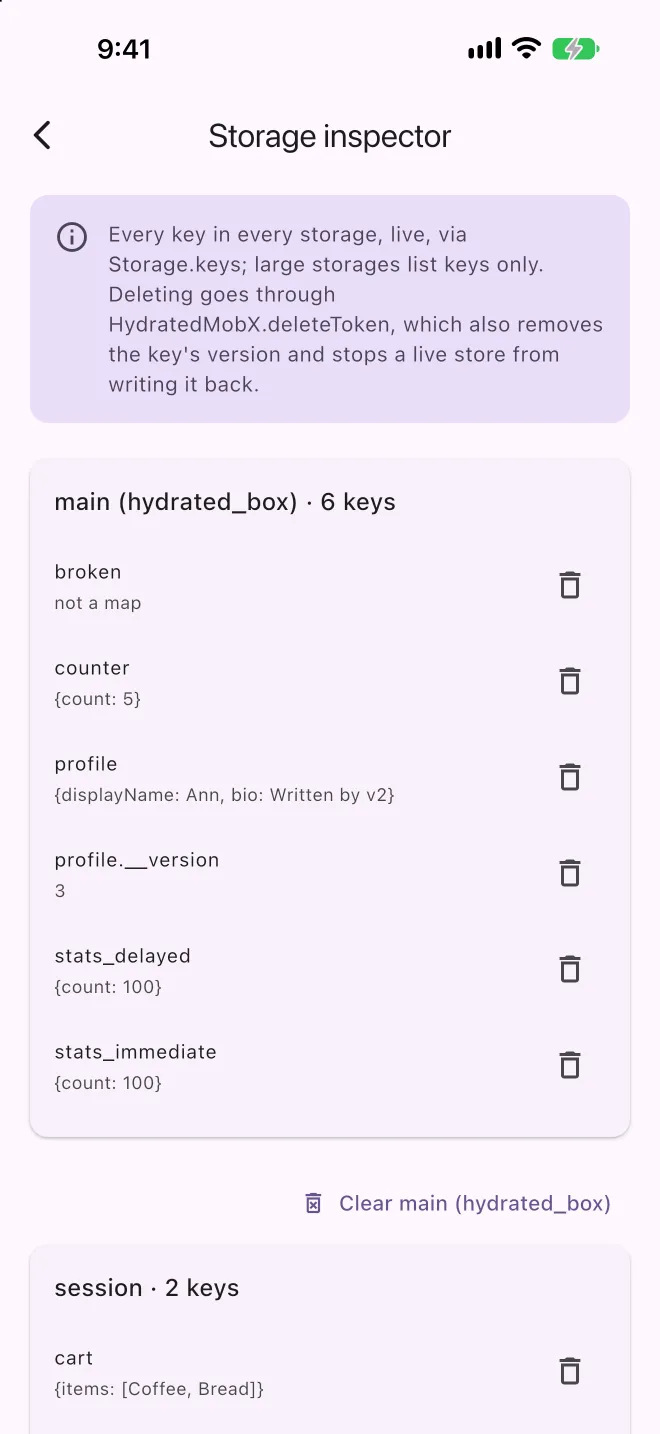 9:41
Storage inspector
Every key in every storage, live, via
Storage.keys; large storages list keys only.
Deleting goes through
HydratedMobX.deleteToken, which also removes
the key's version and stops a live store from
writing it back.
main (hydrated_box) · 6 keys
broken
not a map
counter
{count: 5}
profile
{displayName: Ann, bio: Written by v2}
profile.__version
3
stats_delayed
{count: 100}
stats_immediate
{count: 100}
Clear main (hydrated_box)
session · 2 keys
cart
{items: [Coffee, Bread]}